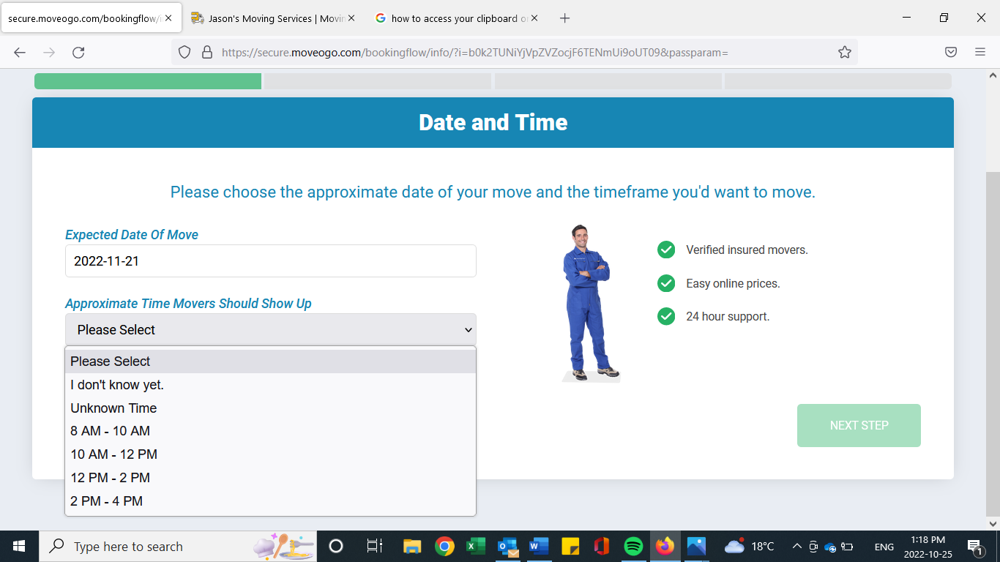 secure.moveogo.com/bookingflow/i
Jason's Moving Services | Movin
how to access your clipboard o
https://secure.moveogo.com/bookingflow/info/?i=b0k2TUNiYjVpZVZocjF6TENmUi9oUT09&passparam=
Date and Time
Please choose the approximate date of your move and the timeframe you'd want to move.
Expected Date Of Move
2022-11-21
Approximate Time Movers Should Show Up
Please Select
Please Select
I don't know yet.
Unknown Time
8 AM - 10 AM
10 AM - 12 PM
12 PM - 2 PM
2 PM - 4 PM
Verified insured movers.
Easy online prices.
24 hour support.
NEXT STEP
Type here to search
18°C
ENG
1:18 PM
2022-10-25
1